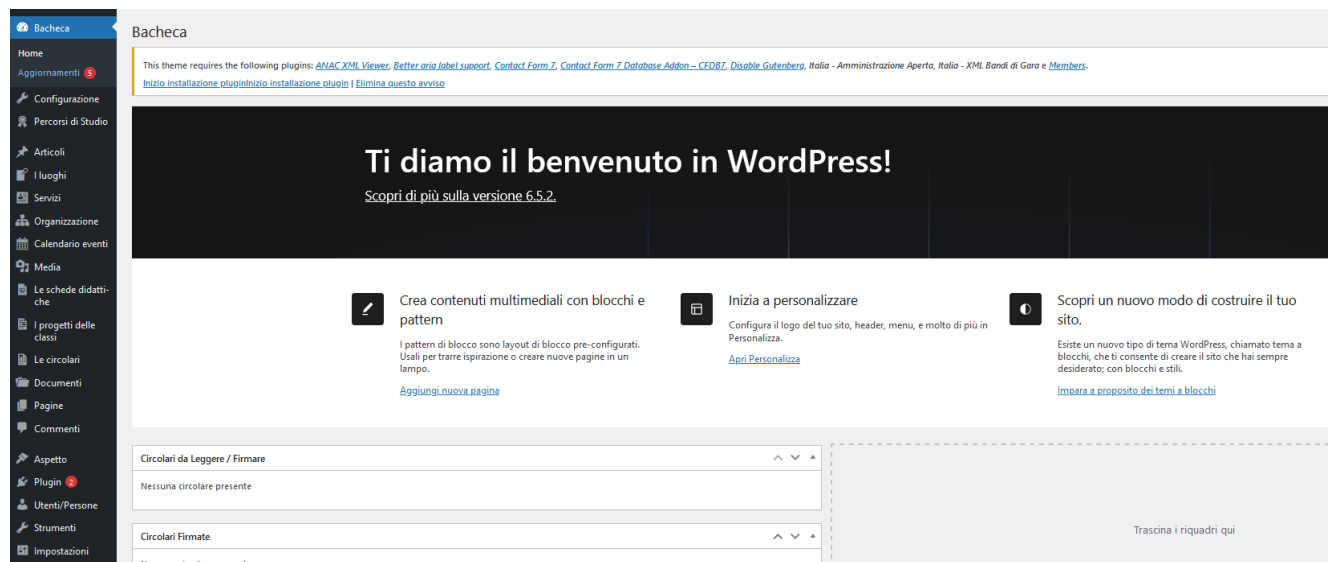 Bacheca
Home
Aggiornamenti 5
Configurazione
Percorsi di Studio
Articoli
I luoghi
Servizi
Organizzazione
Calendario eventi
Media
Le schede didatti-
che
I progetti delle
classi
Le circolari
Documenti
Pagine
Commenti
Aspetto
Plugin 2
Utenti/Persone
Strumenti
Impostazioni
Bacheca
This theme requires the following plugins: ANAC XML Viewer, Better aria label support, Contact Form 7, Contact Form 7 Database Addon – CFDB7, Disable Gutenberg, Italia - Amministrazione Aperta, Italia - XML Bandi di Gara e Members.
Inizio installazione pluginInizio installazione plugin | Elimina questo avviso
Ti diamo il benvenuto in WordPress!
Scopri di più sulla versione 6.5.2.
Crea contenuti multimediali con blocchi e
pattern
I pattern di blocco sono layout di blocco pre-configurati.
Usali per trarre ispirazione o creare nuove pagine in un
lampo.
Aggiungi nuova pagina
Inizia a personalizzare
Configura il logo del tuo sito, header, menu, e molto di più in
Personalizza.
Apri Personalizza
Scopri un nuovo modo di costruire il tuo
sito.
Esiste un nuovo tipo di tema WordPress, chiamato tema a
blocchi, che ti consente di creare il sito che hai sempre
desiderato; con blocchi e stili.
Impara a proposito dei temi a blocchi
Circolari da Leggere / Firmare
Nessuna circolare presente
Circolari Firmate
Trascina i riquadri qui